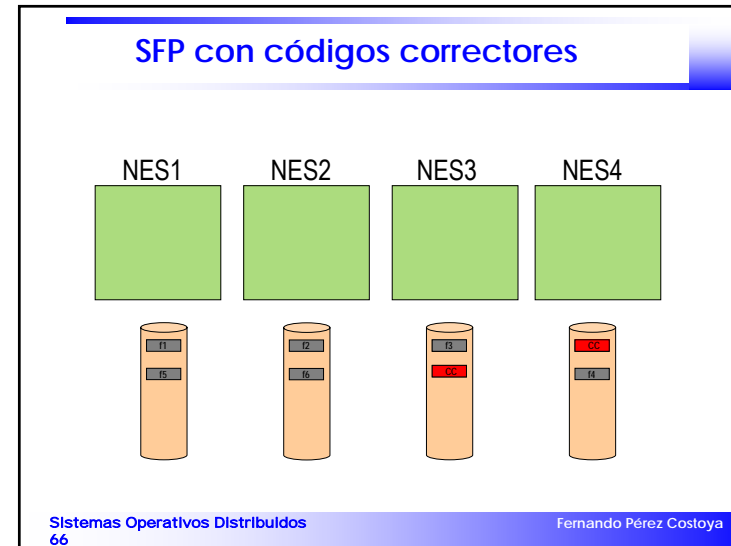 SFP con códigos correctores
NES1 NES2 NES3 NES4
f1 f2 f3 CC
f5 f6 CC f4
Sistemas Operativos Distribuidos
66
Fernando Pérez Costoya